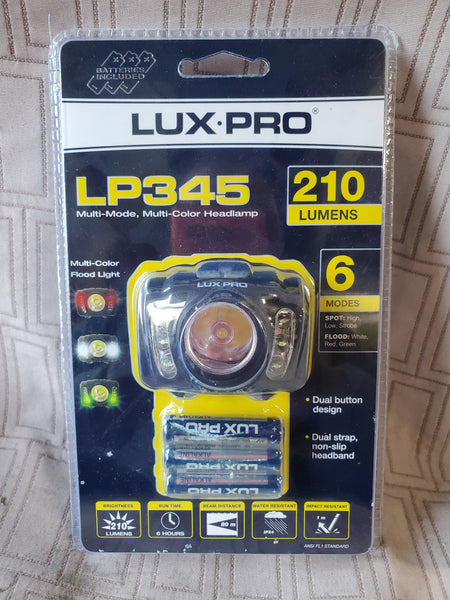 BATTERIES
INCLUDED
LUX·PRO®
LP345
Multi-Mode, Multi-Color Headlamp
210
LUMENS
Multi-Color
Flood Light
6
MODES
SPOT: High,
Low, Strobe
FLOOD: White,
Red, Green
LUX-PRO
• Dual button
design
• Dual strap,
non-slip
headband
LUX PRO
ALKALINE
LUX PRO
BRIGHTNESS
210
LUMENS
RUN TIME
6 HOURS
BEAM DISTANCE
80 m
WATER RESISTANT
IPX4
IMPACT RESISTANT
1 m
ANSI FL1 STANDARD